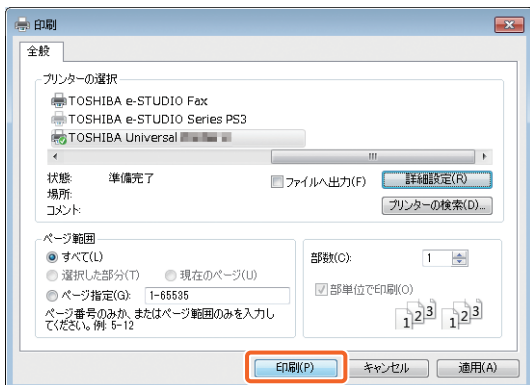 印刷
全般
プリンターの選択
TOSHIBA e-STUDIO Fax
TOSHIBA e-STUDIO Series PS3
TOSHIBA Universal
状態: 準備完了
場所:
コメント:
ファイルへ出力(F)
詳細設定(R)
プリンターの検索(D)...
ページ範囲
すべて(L)
選択した部分(T) 現在のページ(U)
ページ指定(G): 1-65535
ページ番号のみか、またはページ範囲のみを入力し
てください。例: 5-12
部数(C): 1
部単位で印刷(O)
1 2 3 1 2 3
印刷(P) キャンセル 適用(A)